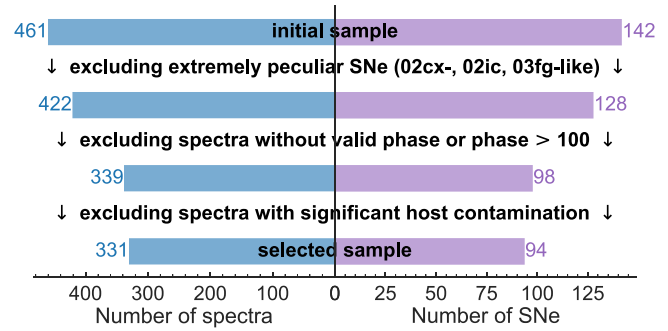 461 initial sample 142
↓ excluding extremely peculiar SNe (02cx-, 02ic, 03fg-like) ↓
422 128
↓ excluding spectra without valid phase or phase > 100 ↓
339 98
↓ excluding spectra with significant host contamination ↓
331 selected sample 94
400 300 200 100 0 25 50 75 100 125
Number of spectra Number of SNe